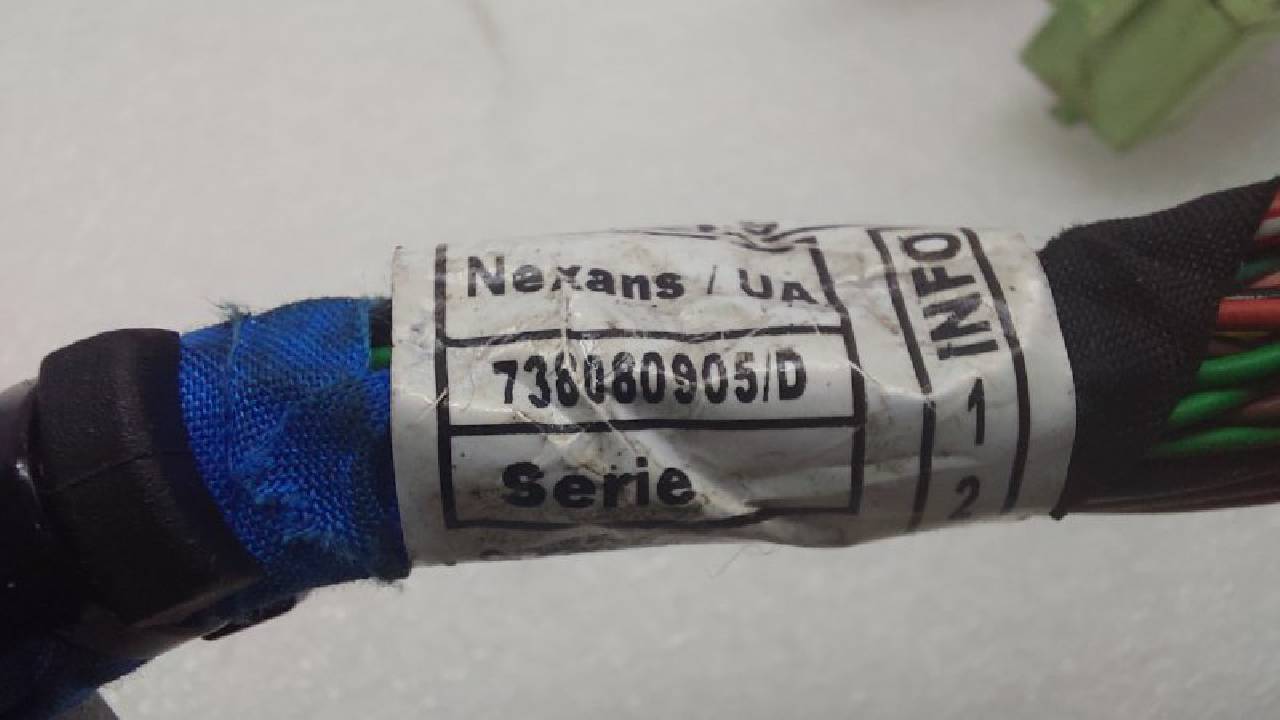 Nexans / UA
736080905/D
Serie
INFO
1
2